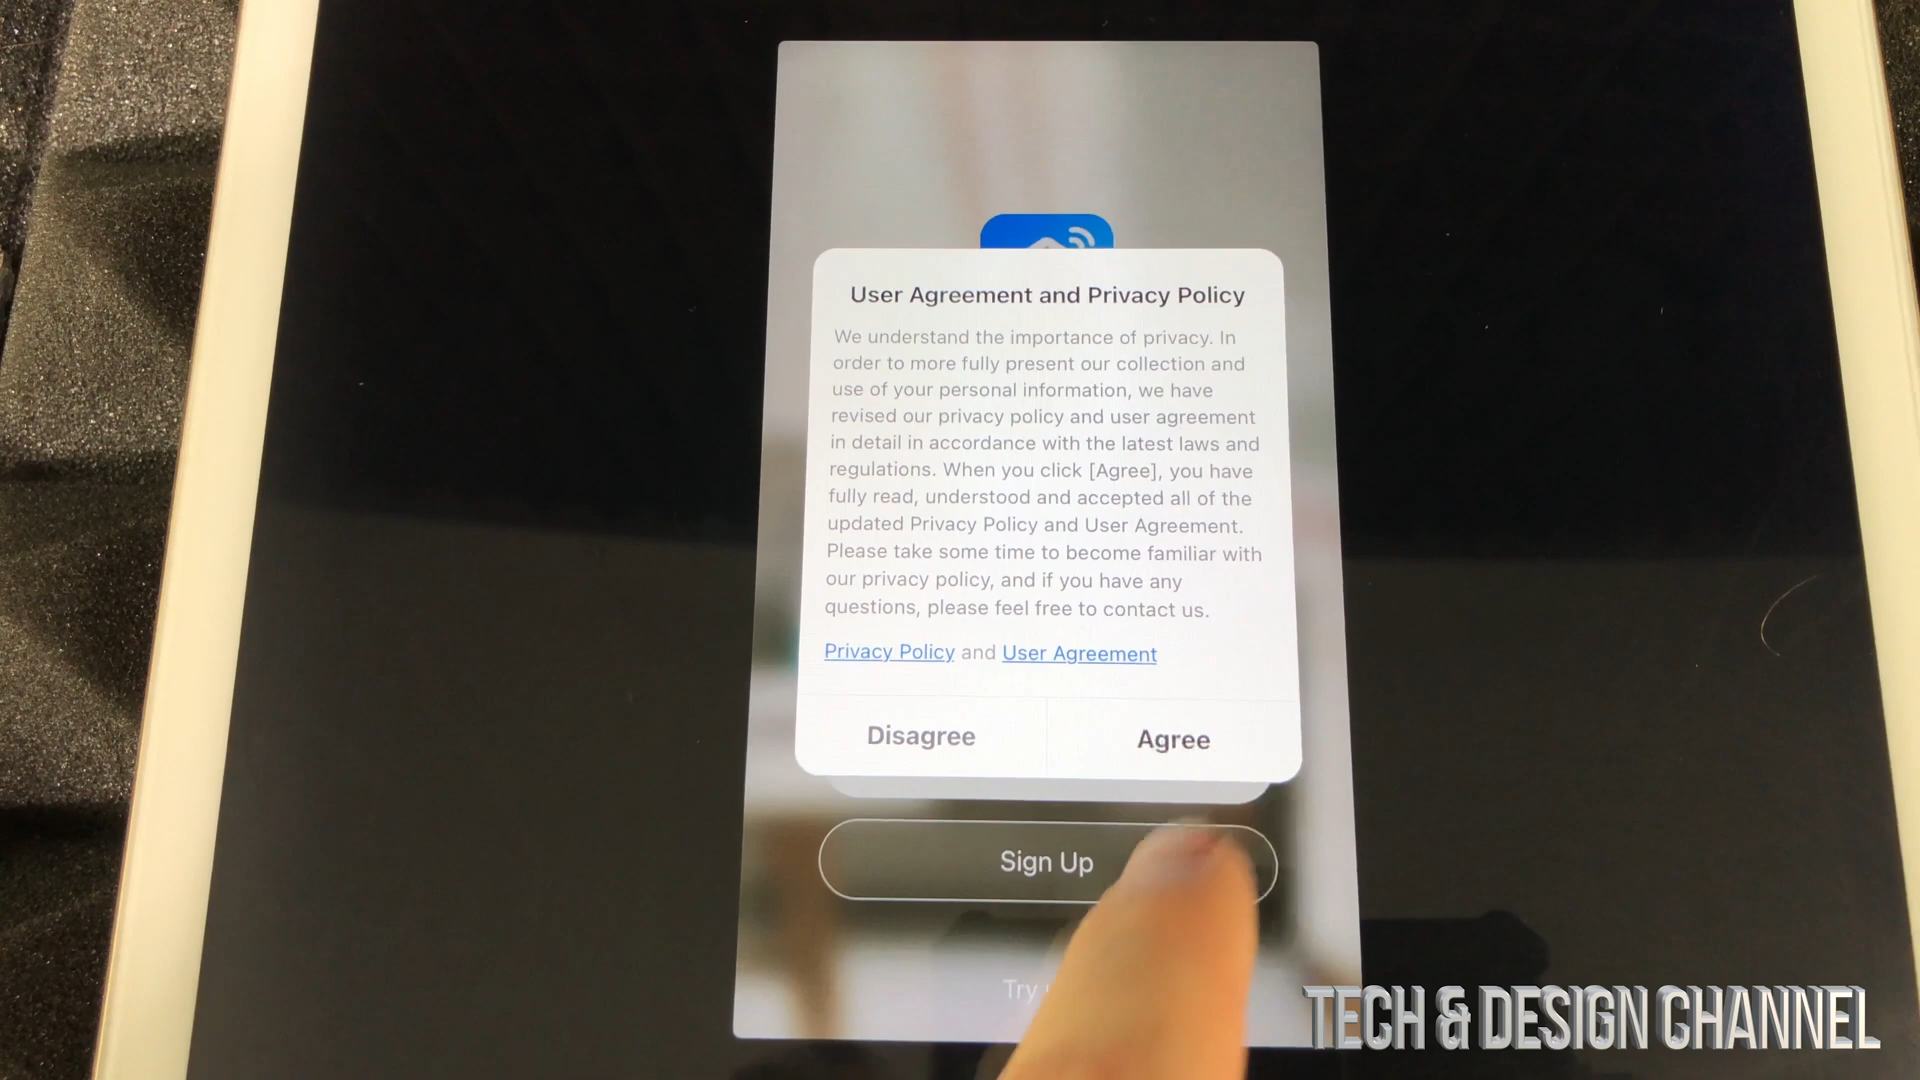 User Agreement and Privacy Policy
We understand the importance of privacy. In
order to more fully present our collection and
use of your personal information, we have
revised our privacy policy and user agreement
in detail in accordance with the latest laws and
regulations. When you click [Agree], you have
fully read, understood and accepted all of the
updated Privacy Policy and User Agreement.
Please take some time to become familiar with
our privacy policy, and if you have any
questions, please feel free to contact us.
Privacy Policy and User Agreement
Disagree Agree
Sign Up
Try
TECH & DESIGN CHANNEL